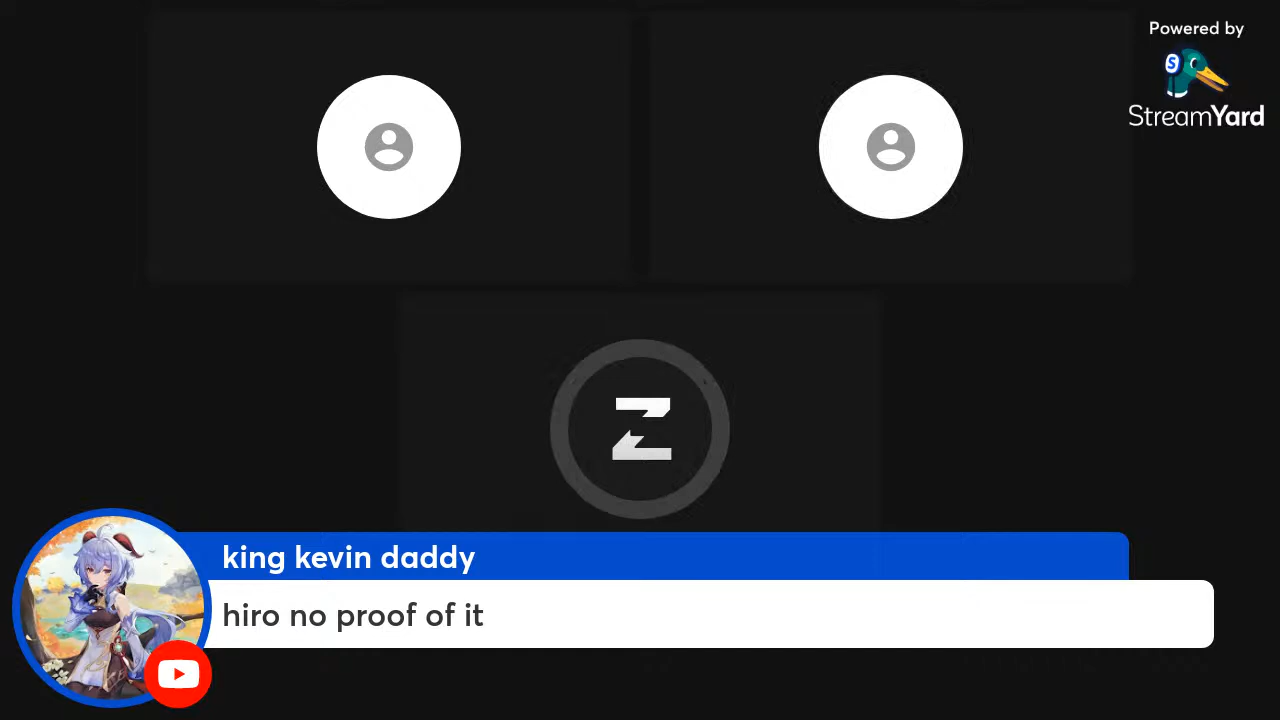 Powered by
S
StreamYard
Z
king kevin daddy
hiro no proof of it